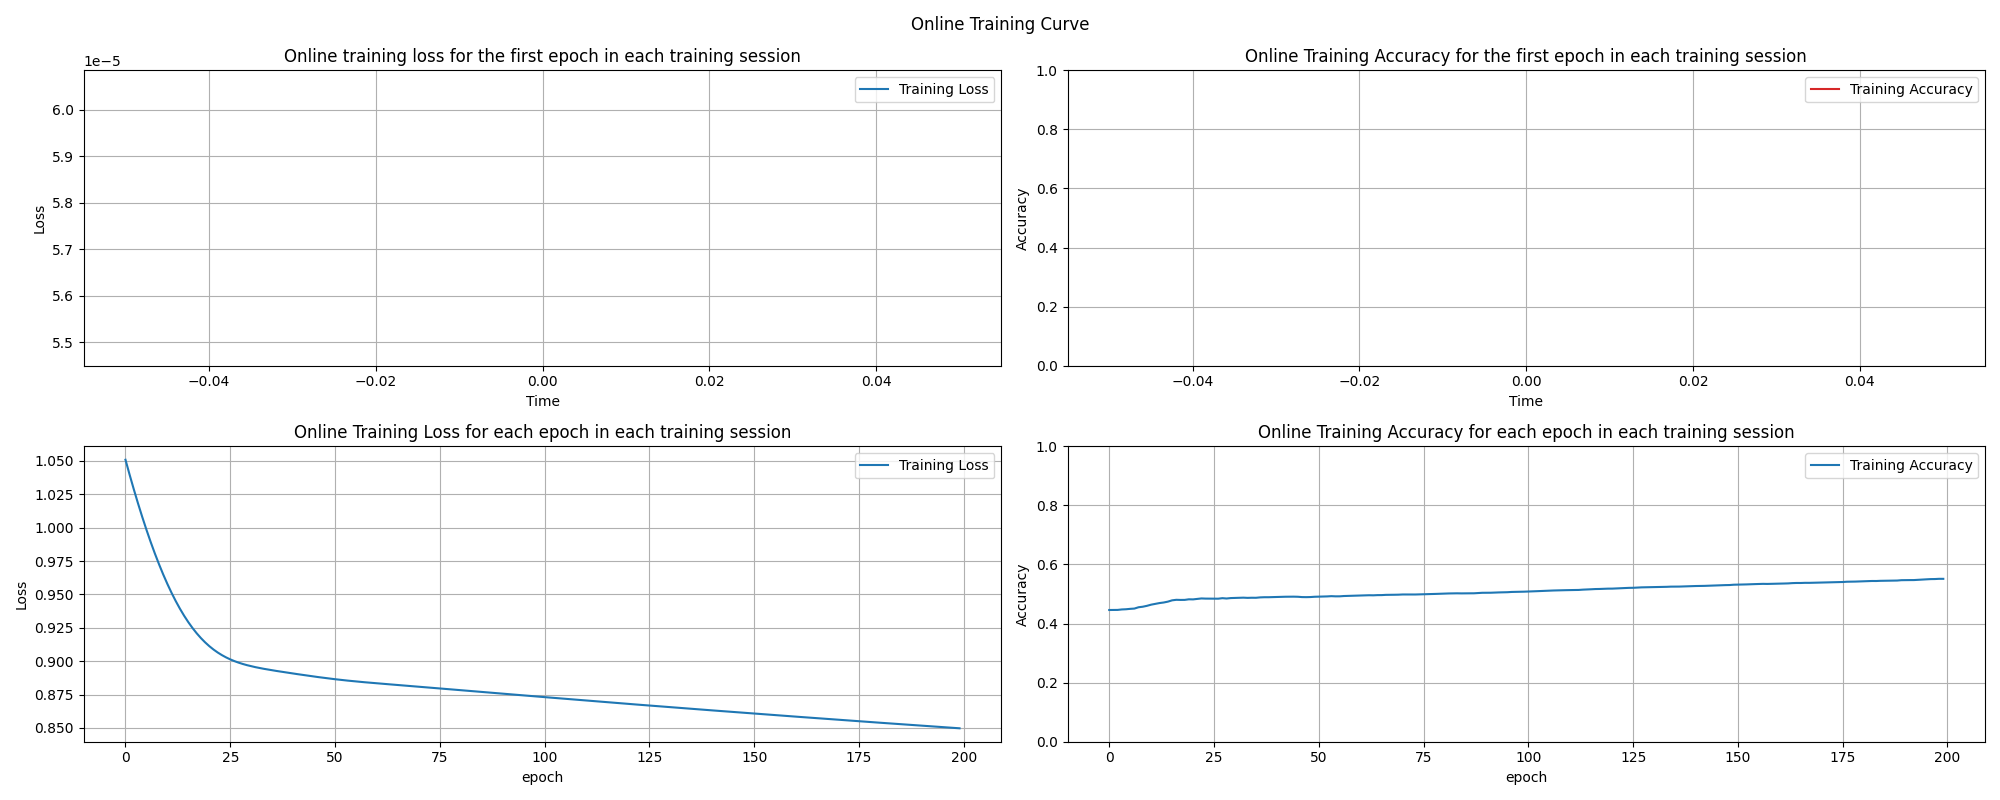 Online Training Curve
Online training loss for the first epoch in each training session
1e−5
Training Loss
6.0
5.9
5.8
5.7
5.6
5.5
Loss
−0.04 −0.02 0.00 0.02 0.04
Time
Online Training Accuracy for the first epoch in each training session
Training Accuracy
1.0
0.8
0.6
0.4
0.2
0.0
Accuracy
−0.04 −0.02 0.00 0.02 0.04
Time
Online Training Loss for each epoch in each training session
Training Loss
1.050
1.025
1.000
0.975
0.950
0.925
0.900
0.875
0.850
Loss
0 25 50 75 100 125 150 175 200
epoch
Online Training Accuracy for each epoch in each training session
Training Accuracy
1.0
0.8
0.6
0.4
0.2
0.0
Accuracy
0 25 50 75 100 125 150 175 200
epoch